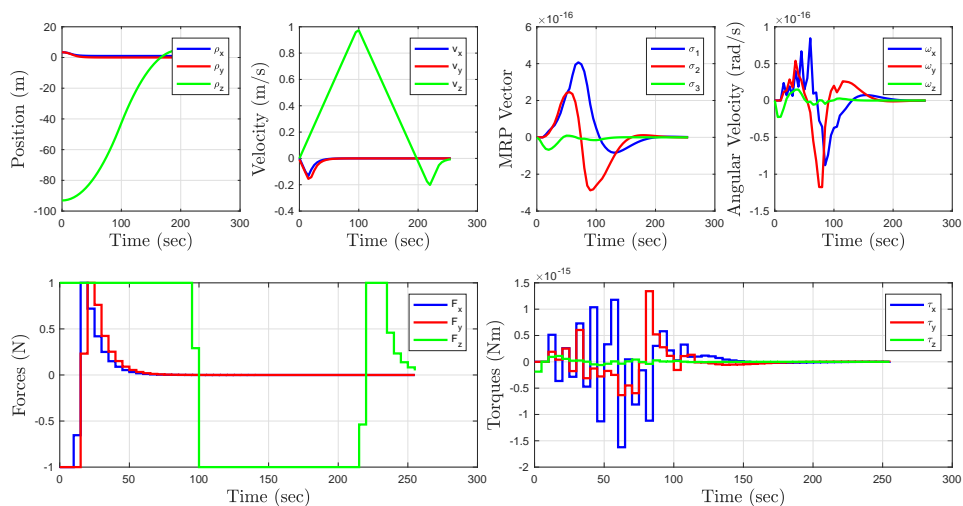 Postion (m)
20
0
-20
-40
-60
-80
-100
0 100 200 300
Time (sec)
ρx
ρy
ρz
Velocity (m/s)
1
0.8
0.6
0.4
0.2
0
-0.2
-0.4
0 100 200 300
Time (sec)
vx
vy
vz
×10-16
MRP Vector
6
4
2
0
-2
-4
0 100 200 300
Time (sec)
σ1
σ2
σ3
×10-16
Angular Velocity (rad/s)
1
0.5
0
-0.5
-1
-1.5
0 100 200 300
Time (sec)
ωx
ωy
ωz
Forces (N)
1
0.5
0
-0.5
-1
0 50 100 150 200 250 300
Time (sec)
Fx
Fy
Fz
×10-15
Torques (Nm)
1.5
1
0.5
0
-0.5
-1
-1.5
-2
0 50 100 150 200 250 300
Time (sec)
τx
τy
τz